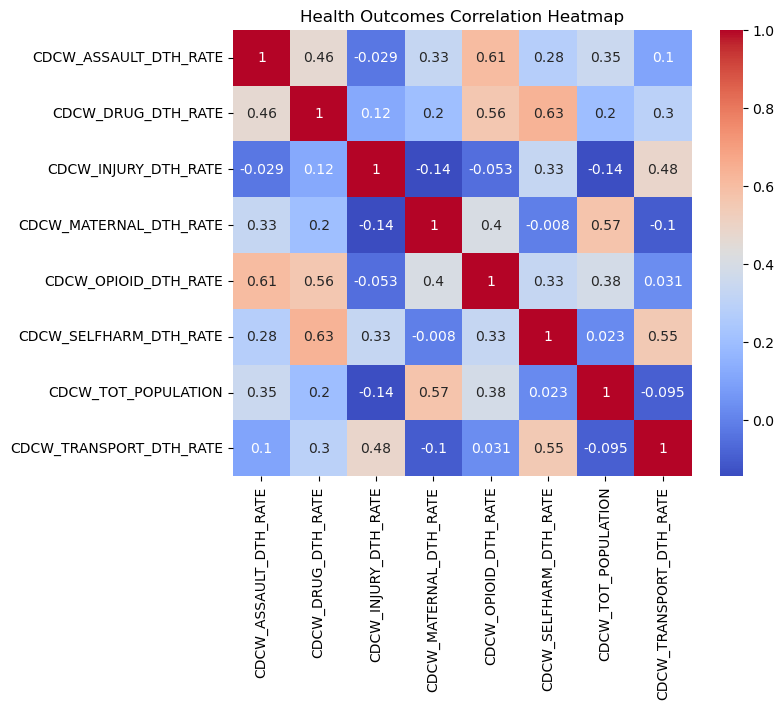 Health Outcomes Correlation Heatmap
CDCW_ASSAULT_DTH_RATE 1 0.46 -0.029 0.33 0.61 0.28 0.35 0.1
CDCW_DRUG_DTH_RATE 0.46 1 0.12 0.2 0.56 0.63 0.2 0.3
CDCW_INJURY_DTH_RATE -0.029 0.12 1 -0.14 -0.053 0.33 -0.14 0.48
CDCW_MATERNAL_DTH_RATE 0.33 0.2 -0.14 1 0.4 -0.008 0.57 -0.1
CDCW_OPIOID_DTH_RATE 0.61 0.56 -0.053 0.4 1 0.33 0.38 0.031
CDCW_SELFHARM_DTH_RATE 0.28 0.63 0.33 -0.008 0.33 1 0.023 0.55
CDCW_TOT_POPULATION 0.35 0.2 -0.14 0.57 0.38 0.023 1 -0.095
CDCW_TRANSPORT_DTH_RATE 0.1 0.3 0.48 -0.1 0.031 0.55 -0.095 1
CDCW_ASSAULT_DTH_RATE
CDCW_DRUG_DTH_RATE
CDCW_INJURY_DTH_RATE
CDCW_MATERNAL_DTH_RATE
CDCW_OPIOID_DTH_RATE
CDCW_SELFHARM_DTH_RATE
CDCW_TOT_POPULATION
CDCW_TRANSPORT_DTH_RATE
1.0
0.8
0.6
0.4
0.2
0.0